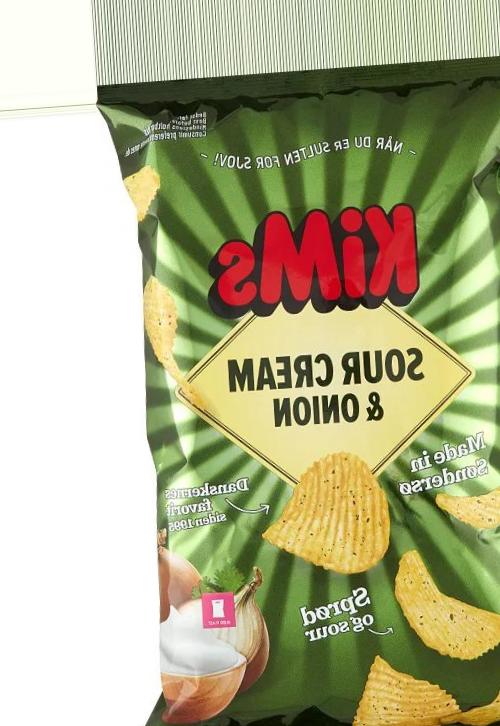 - NÅR DU ER SULTEN FOR SJOV! -
KiMs
SOUR CREAM
& ONION
Made in
Sondersø
Danskernes
favorit
siden 1995
Sprød
og sour